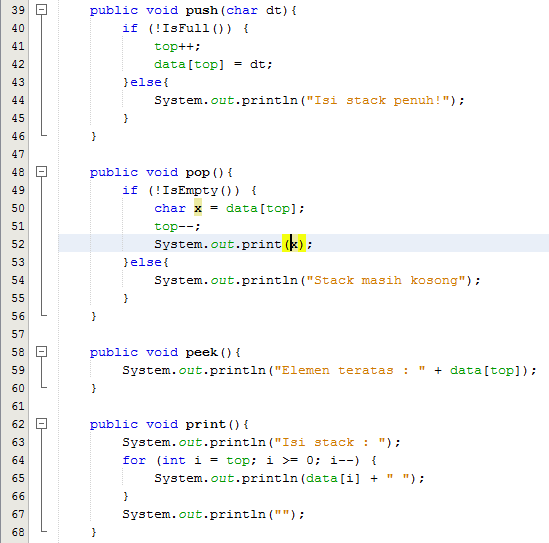 39 public void push(char dt){
40 if (!IsFull()) {
41 top++;
42 data[top] = dt;
43 }else{
44 System.out.println("Isi stack penuh!");
45 }
46 }
47
48 public void pop(){
49 if (!IsEmpty()) {
50 char x = data[top];
51 top--;
52 System.out.print(x);
53 }else{
54 System.out.println("Stack masih kosong");
55 }
56 }
57
58 public void peek(){
59 System.out.println("Elemen teratas : " + data[top]);
60 }
61
62 public void print(){
63 System.out.println("Isi stack : ");
64 for (int i = top; i >= 0; i--) {
65 System.out.println(data[i] + " ");
66 }
67 System.out.println("");
68 }